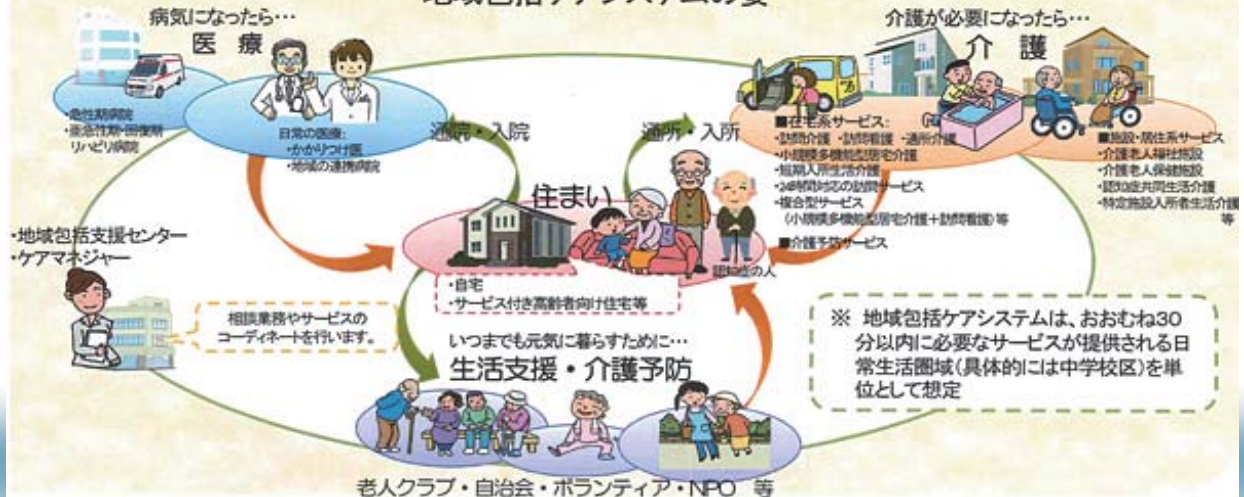 地域包括ケアシステムの姿
病気になったら…
医 療
・急性期病院
・亜急性期・回復期
リハビリ病院
日常の医療:
・かかりつけ医
・地域の連携病院
通院・入院
通所・入所
介護が必要になったら…
介 護
■在宅系サービス:
・訪問介護 ・訪問看護 ・通所介護
・小規模多機能型居宅介護
・短期入所生活介護
・24時間対応の訪問サービス
・複合型サービス
(小規模多機能型居宅介護+訪問看護)等
■介護予防サービス
■施設・居住系サービス
・介護老人福祉施設
・介護老人保健施設
・認知症共同生活介護
・特定施設入所者生活介護
等
住まい
認知症の人
・自宅
・サービス付き高齢者向け住宅等
・地域包括支援センター
・ケアマネジャー
相談業務やサービスの
コーディネートを行います。
いつまでも元気に暮らすために…
生活支援・介護予防
老人クラブ・自治会・ボランティア・NPO 等
※ 地域包括ケアシステムは、おおむね30
分以内に必要なサービスが提供される日
常生活圏域(具体的には中学校区)を単
位として想定